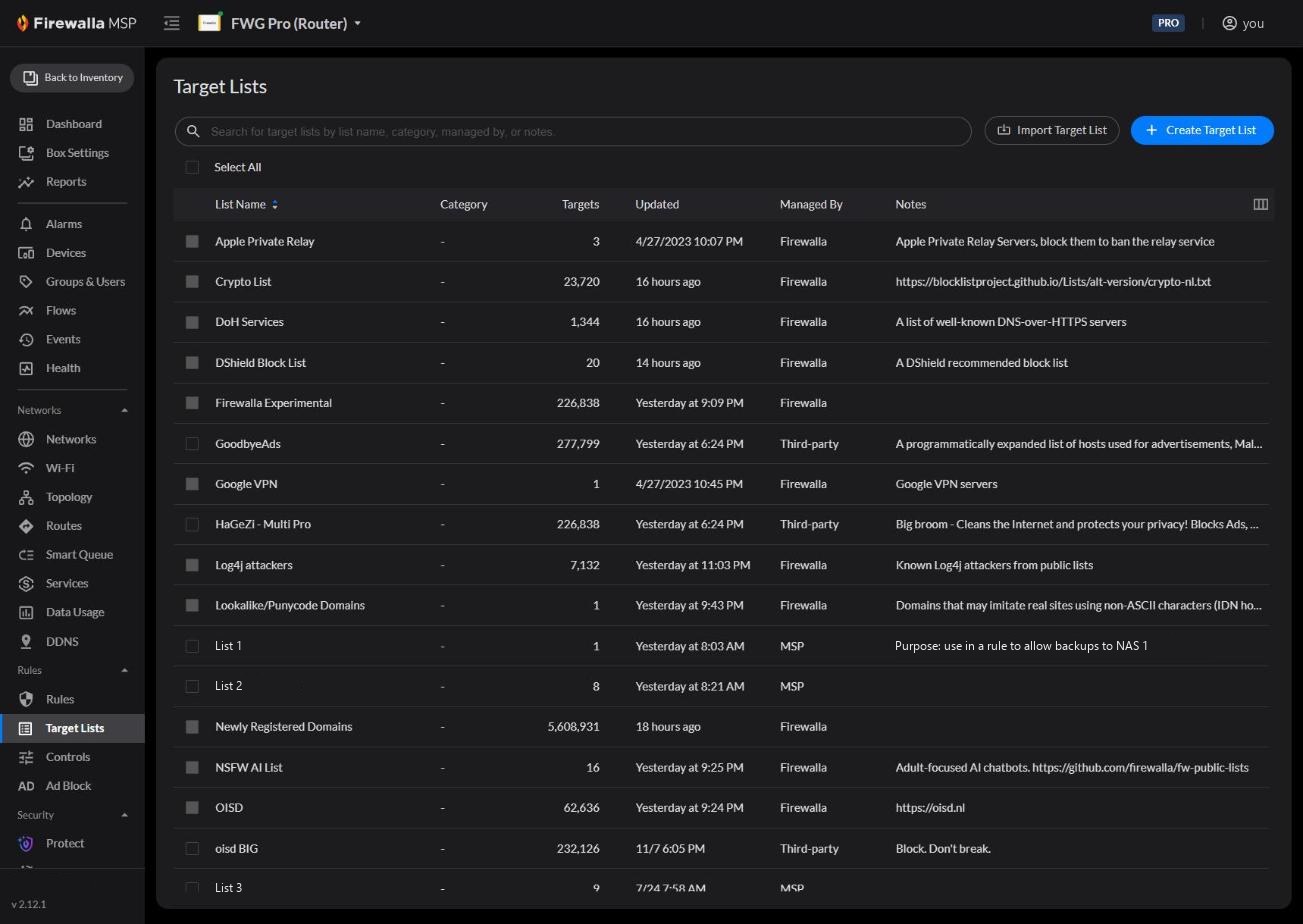 Firewalla MSP
FWG Pro (Router)
PRO | you
Back to Inventory
Dashboard
Box Settings
Reports
Alarms
Devices
Groups & Users
Flows
Events
Health
Networks
Networks
Wi-Fi
Topology
Routes
Smart Queue
Services
Data Usage
DDNS
Rules
Rules
Target Lists
Controls
AD Ad Block
Security
Protect
v 2.12.1
Target Lists
Search for target lists by list name, category, managed by, or notes.
Import Target List
+ Create Target List
Select All
List Name Category Targets Updated Managed By Notes
Apple Private Relay - 3 4/27/2023 10:07 PM Firewalla Apple Private Relay Servers, block them to ban the relay service
Crypto List - 23,720 16 hours ago Firewalla https://blocklistproject.github.io/Lists/alt-version/crypto-nl.txt
DoH Services - 1,344 16 hours ago Firewalla A list of well-known DNS-over-HTTPS servers
DShield Block List - 20 14 hours ago Firewalla A DShield recommended block list
Firewalla Experimental - 226,838 Yesterday at 9:09 PM Firewalla
GoodbyeAds - 277,799 Yesterday at 6:24 PM Third-party A programmatically expanded list of hosts used for advertisements, Mal...
Google VPN - 1 4/27/2023 10:45 PM Firewalla Google VPN servers
HaGeZi - Multi Pro - 226,838 Yesterday at 6:24 PM Third-party Big broom - Cleans the Internet and protects your privacy! Blocks Ads, ...
Log4j attackers - 7,132 Yesterday at 11:03 PM Firewalla Known Log4j attackers from public lists
Lookalike/Punycode Domains - 1 Yesterday at 9:43 PM Firewalla Domains that may imitate real sites using non-ASCII characters (IDN ho...
List 1 - 1 Yesterday at 8:03 AM MSP Purpose: use in a rule to allow backups to NAS 1
List 2 - 8 Yesterday at 8:21 AM MSP
Newly Registered Domains - 5,608,931 18 hours ago Firewalla
NSFW AI List - 16 Yesterday at 9:25 PM Firewalla Adult-focused AI chatbots. https://github.com/firewalla/fw-public-lists
OISD - 62,636 Yesterday at 9:24 PM Firewalla https://oisd.nl
oisd BIG - 232,126 11/7 6:05 PM Third-party Block. Don't break.
List 3 - 9 7/24 7:58 AM MSP